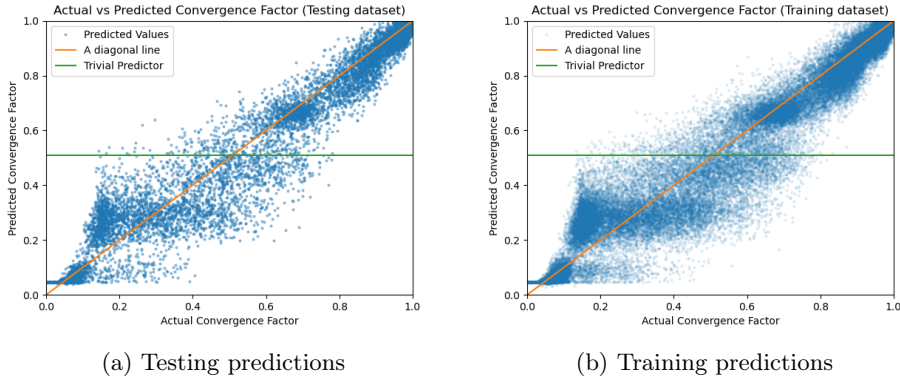 Actual vs Predicted Convergence Factor (Testing dataset)
1.0
0.8
0.6
0.4
0.2
0.0
Predicted Convergence Factor
Predicted Values
A diagonal line
Trivial Predictor
0.0 0.2 0.4 0.6 0.8 1.0
Actual Convergence Factor
(a) Testing predictions
Actual vs Predicted Convergence Factor (Training dataset)
1.0
0.8
0.6
0.4
0.2
0.0
Predicted Convergence Factor
Predicted Values
A diagonal line
Trivial Predictor
0.0 0.2 0.4 0.6 0.8 1.0
Actual Convergence Factor
(b) Training predictions